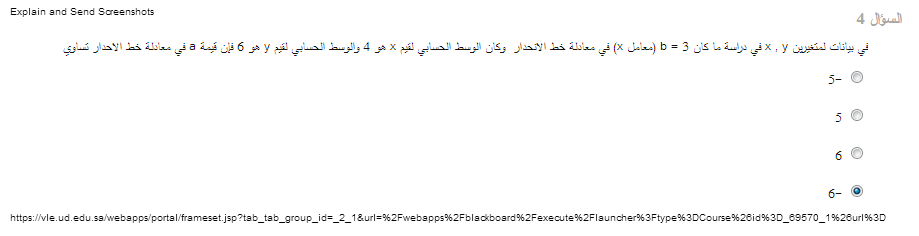 Explain and Send Screenshots
السؤال 4
في بيانات لمتغيرين x , y في دراسة ما كان b = 3 (معامل x) في معادلة خط الانحدار وكان الوسط الحسابي لقيم x هو 4 والوسط الحسابي لقيم y هو 6 فإن قيمة a في معادلة خط الاحدار تساوي
5-
5
6
6-
https://vle.ud.edu.sa/webapps/portal/frameset.jsp?tab_tab_group_id=_2_1&url=%2Fwebapps%2Fblackboard%2Fexecute%2Flauncher%3Ftype%3DCourse%26id%3D_69570_1%26url%3D